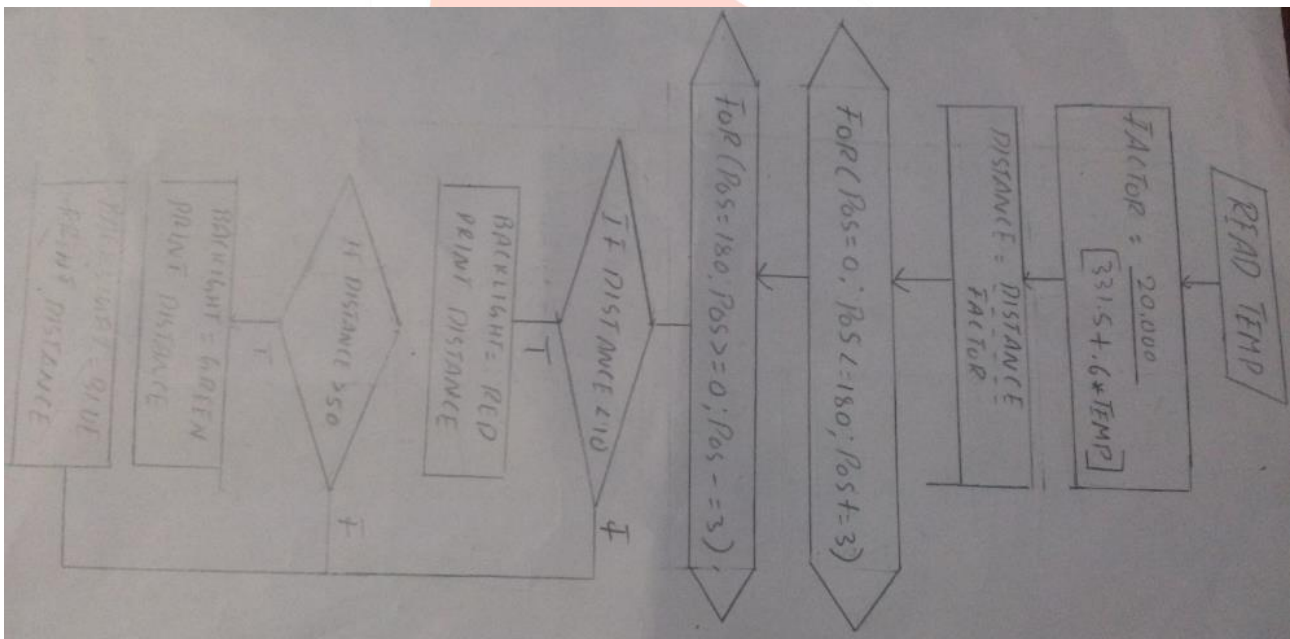 READ TEMP
FACTOR = 20.000
[331.5+.6*TEMP]
DISTANCE = DISTANCE
FACTOR
FOR(POS=0; POS<=180; POS+=3)
FOR(POS=180; POS>=0; POS-=3);
IF DISTANCE<10
T
F
BACKLIGHT=RED
PRINT DISTANCE
IF DISTANCE>50
T
F
BACKLIGHT=GREEN
PRINT DISTANCE
BACKLIGHT=BLUE
PRINT DISTANCE